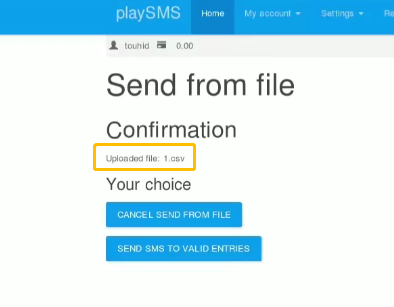 playSMS Home My account Settings Re
touhid 0.00
Send from file
Confirmation
Uploaded file: 1.csv
Your choice
CANCEL SEND FROM FILE
SEND SMS TO VALID ENTRIES